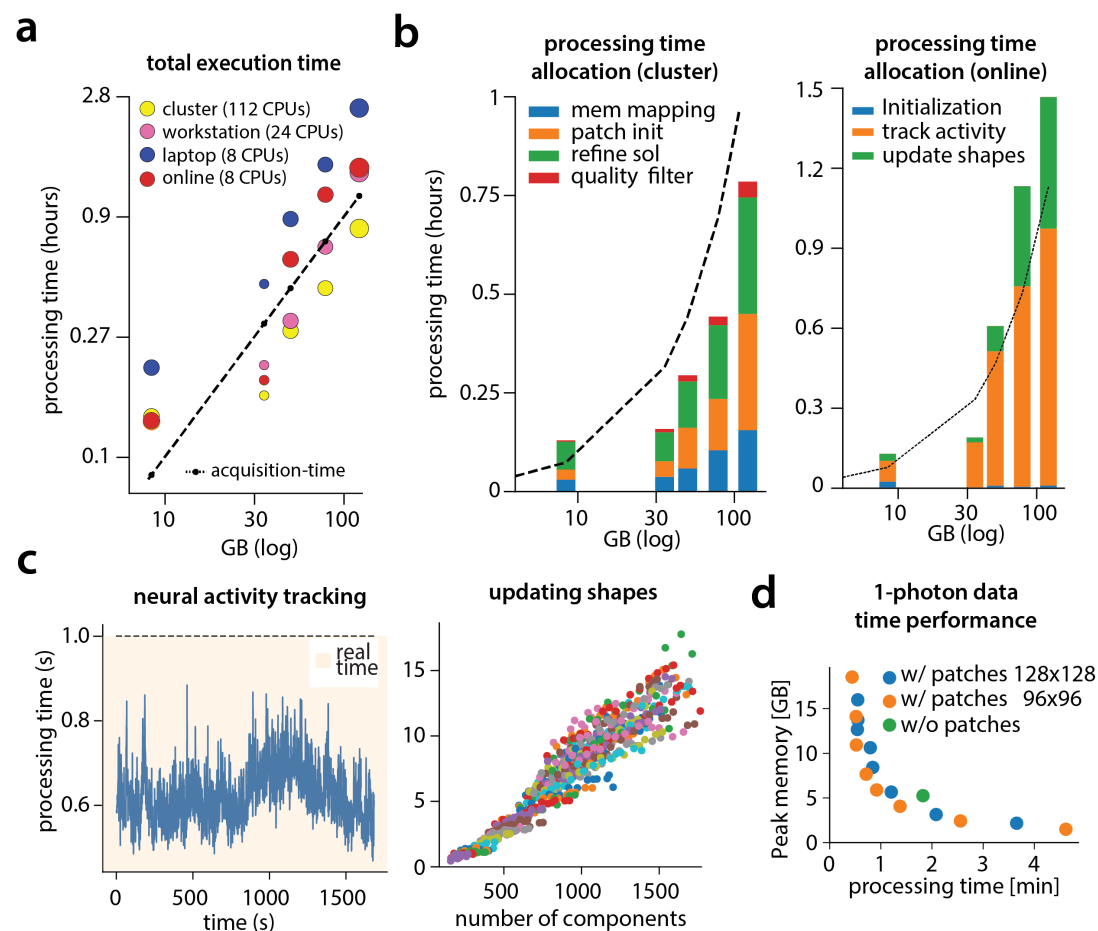 a
total execution time
processing time (hours)
2.8
0.9
0.27
0.1
cluster (112 CPUs)
workstation (24 CPUs)
laptop (8 CPUs)
online (8 CPUs)
acquisition-time
10
30
100
GB (log)
b
processing time
allocation (cluster)
processing time (hours)
1
0.75
0.5
0.25
0
mem mapping
patch init
refine sol
quality filter
10
30
100
GB (log)
processing time
allocation (online)
1.5
1.2
0.9
0.6
0.3
0
Initialization
track activity
update shapes
10
30
100
GB (log)
c
neural activity tracking
processing time (s)
1.0
0.8
0.6
real
time
0
500
1000
1500
time (s)
updating shapes
15
10
5
0
500
1000
1500
number of components
d
1-photon data
time performance
Peak memory [GB]
15
10
5
0
w/ patches 128x128
w/ patches 96x96
w/o patches
0
1
2
3
4
processing time [min]